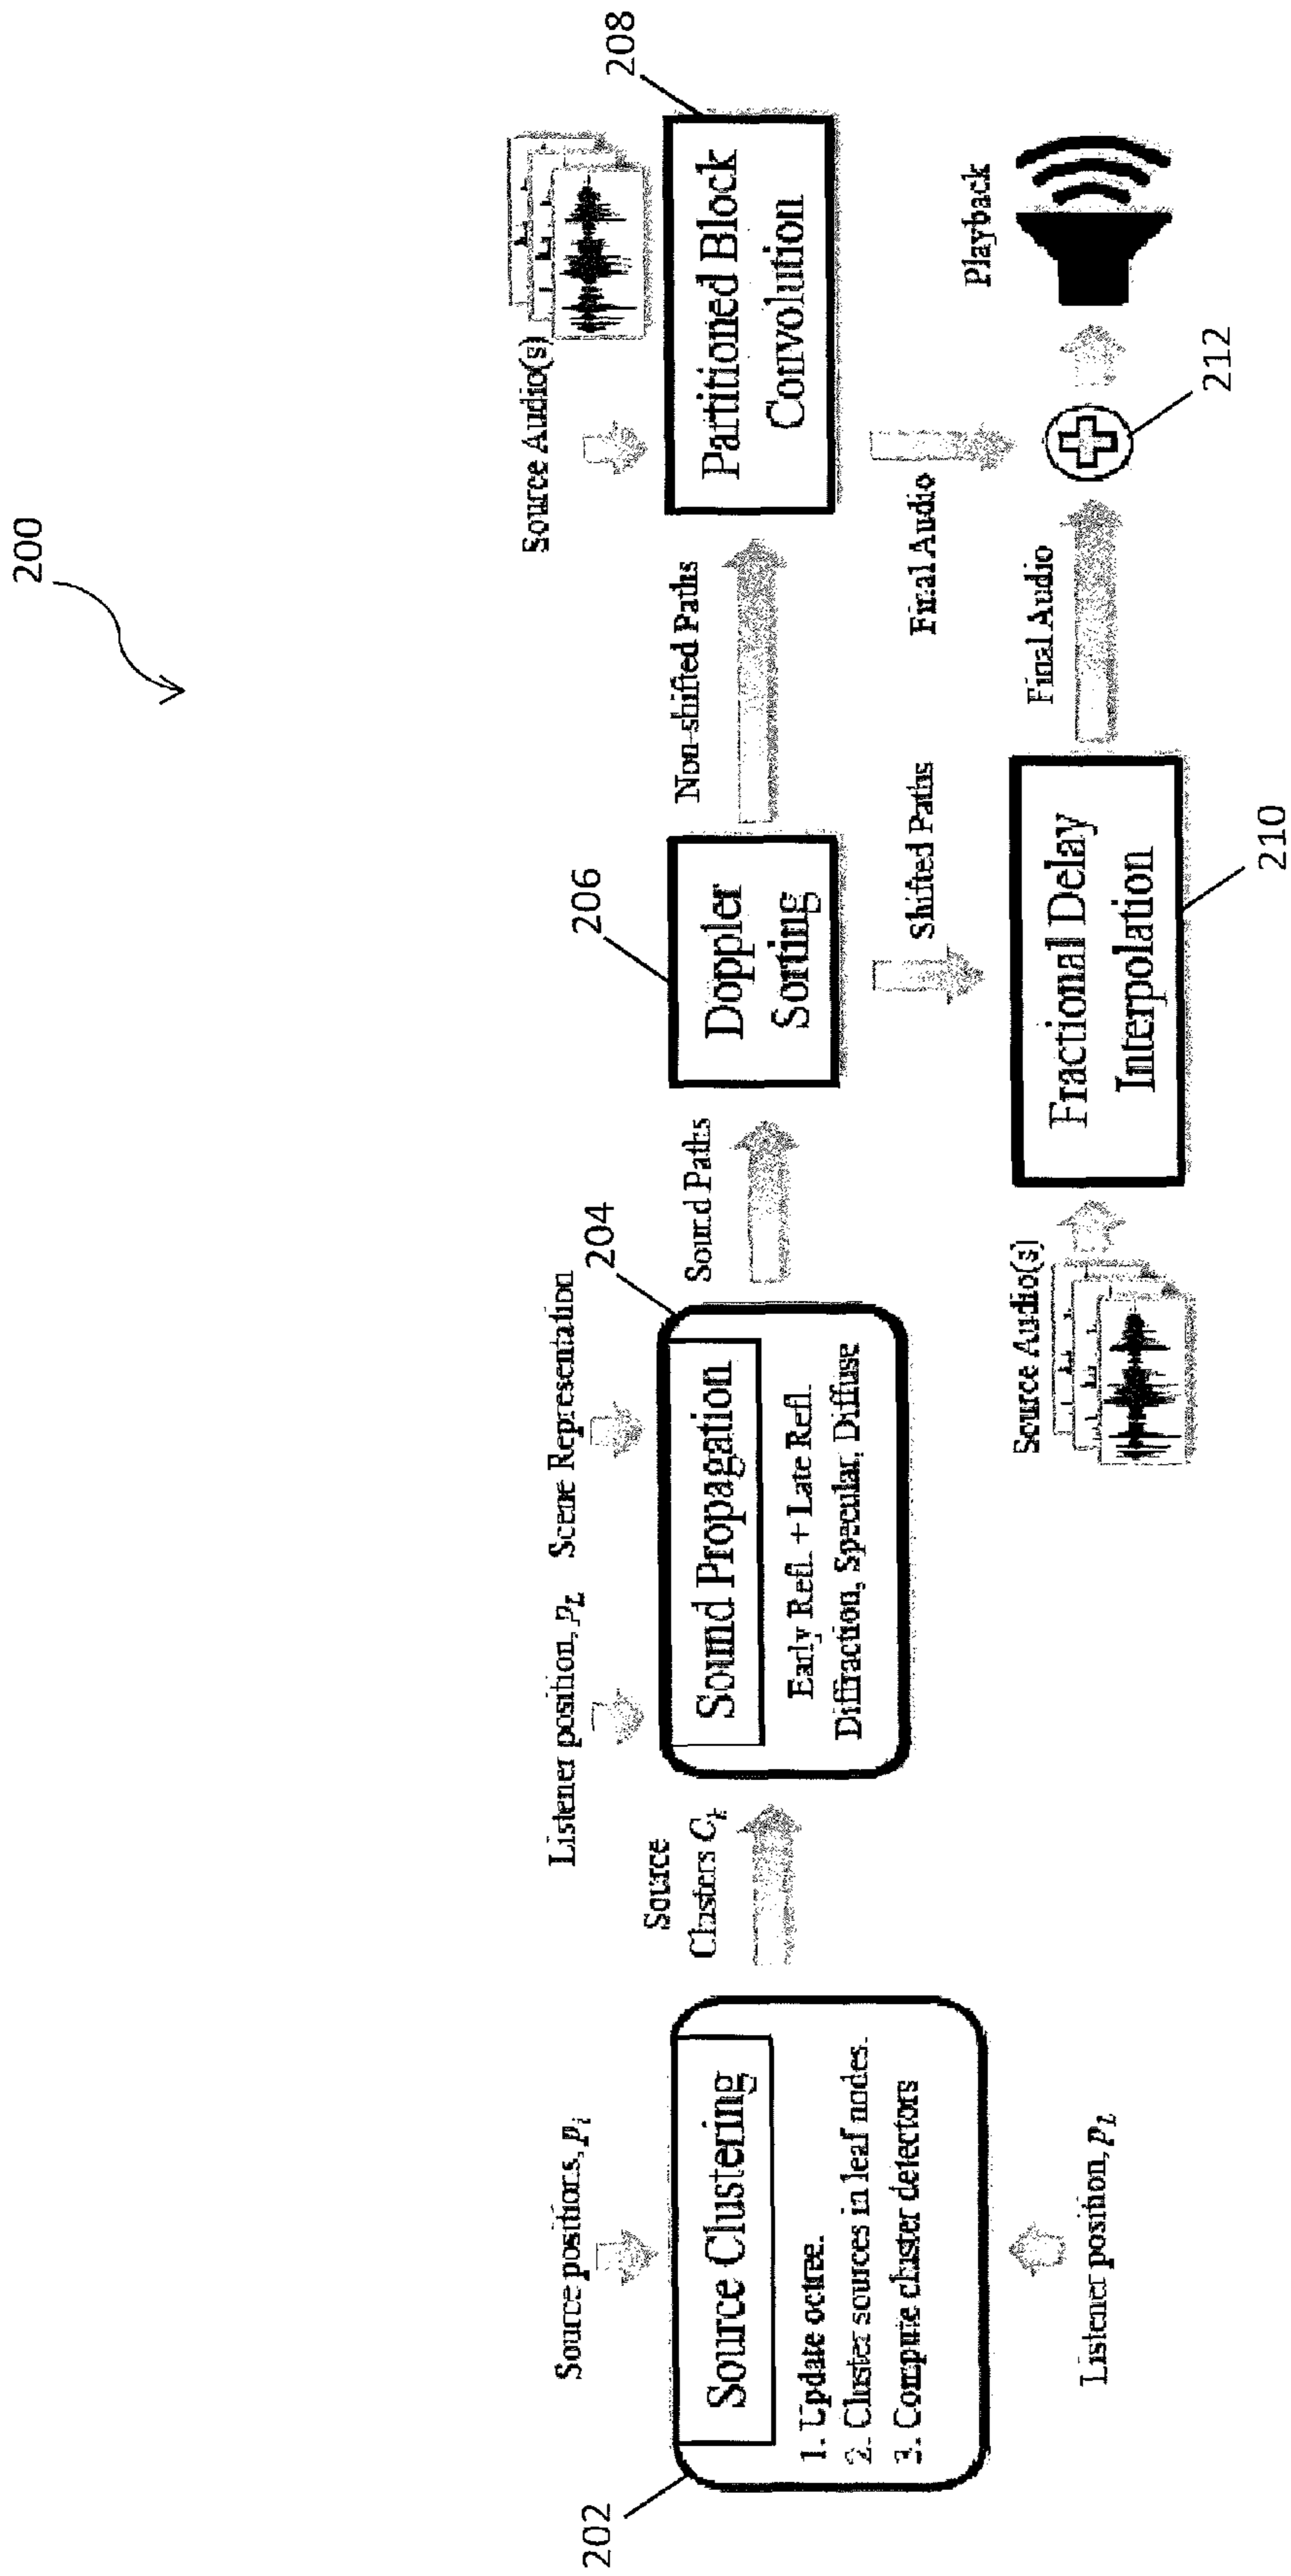 200
202
Source positions, pᵢ
Source Clustering
1. Update octree.
2. Cluster sources in leaf nodes.
3. Compute cluster detectors
Listener position, p_L
Source
Clusters Cₖ
Listener position, p_L
Scene Representation
204
Sound Propagation
Early Refl. + Late Refl.
Diffraction, Specular, Diffuse
Sound Paths
206
Doppler
Sorting
Non-shifted Paths
Shifted Paths
Source Audio(s)
208
Partitioned Block
Convolution
Final Audio
Source Audio(s)
Fractional Delay
Interpolation
210
Final Audio
212
Playback